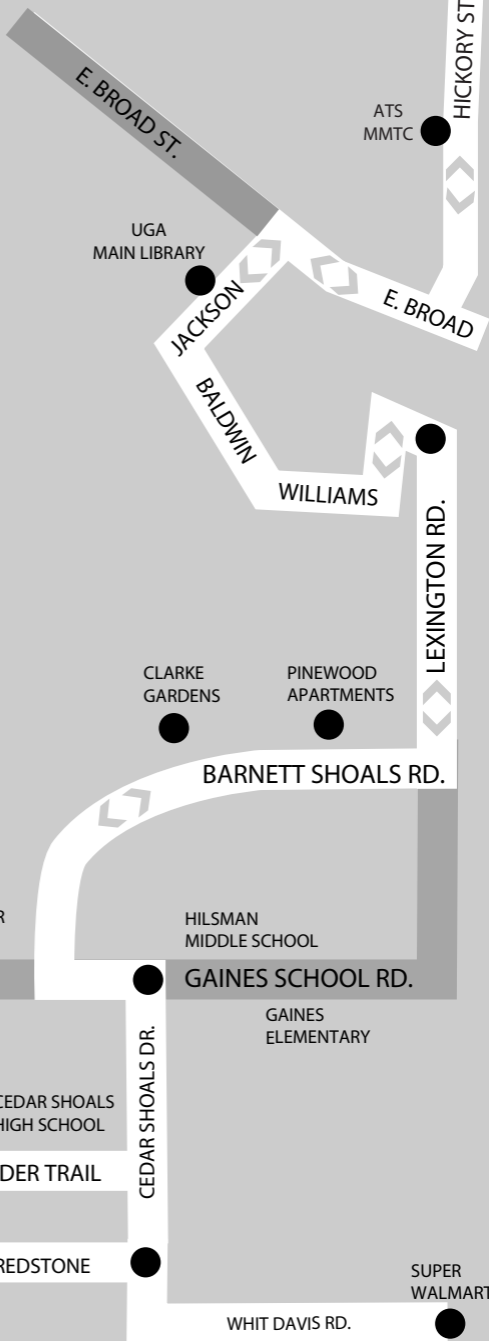 HICKORY ST
E. BROAD ST.
ATS
MMTC
UGA
MAIN LIBRARY
E. BROAD
JACKSON
BALDWIN
WILLIAMS
LEXINGTON RD.
CLARKE
GARDENS
PINEWOOD
APARTMENTS
BARNETT SHOALS RD.
R
HILSMAN
MIDDLE SCHOOL
GAINES SCHOOL RD.
GAINES
ELEMENTARY
CEDAR SHOALS DR.
CEDAR SHOALS
HIGH SCHOOL
DER TRAIL
REDSTONE
SUPER
WALMART
WHIT DAVIS RD.